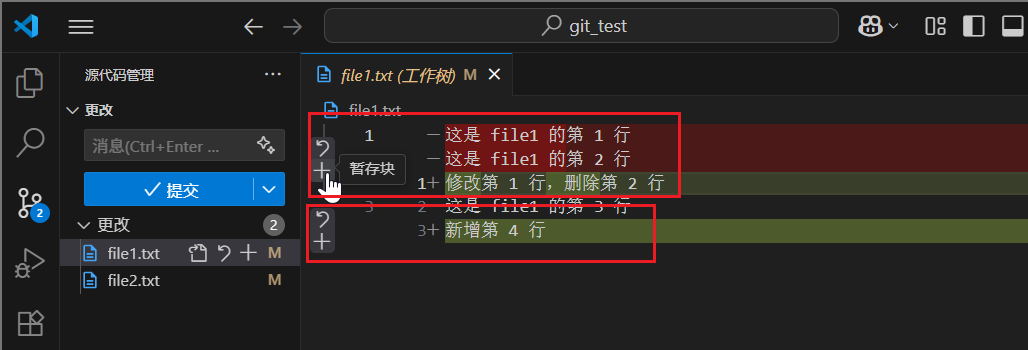 git_test
源代码管理
file1.txt (工作树) M
更改
file1.txt
消息(Ctrl+Enter ...
提交
更改 2
file1.txt M
file2.txt M
2
1 − 这是 file1 的第 1 行
− 这是 file1 的第 2 行
暂存块
1+ 修改第 1 行，删除第 2 行
3 2 这是 file1 的第 3 行
3+ 新增第 4 行